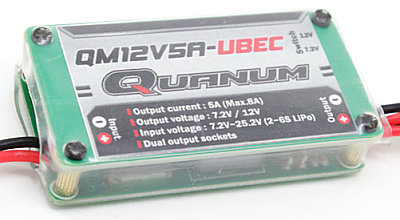 QM12V5A-UBEC
Switch
12V
7.2V
QUANUM
Output current : 5A (Max.8A)
Output voltage : 7.2V / 12V
Input voltage : 7.2V-25.2V (2-6S LiPo)
Dual output sockets
Input
Output